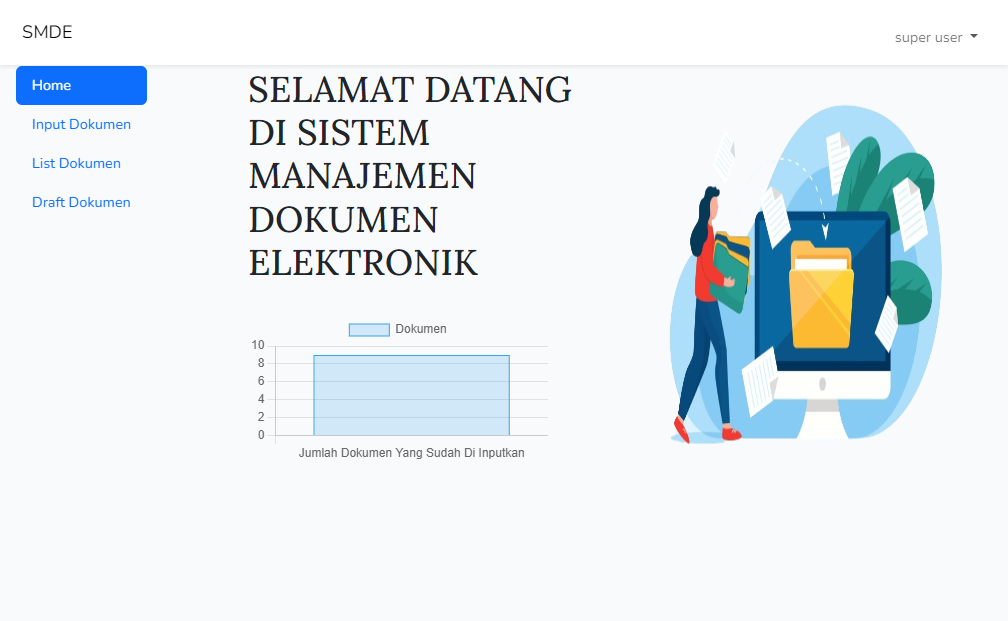 SMDE
super user
Home
Input Dokumen
List Dokumen
Draft Dokumen
SELAMAT DATANG
DI SISTEM
MANAJEMEN
DOKUMEN
ELEKTRONIK
Dokumen
10
8
6
4
2
0
Jumlah Dokumen Yang Sudah Di Inputkan